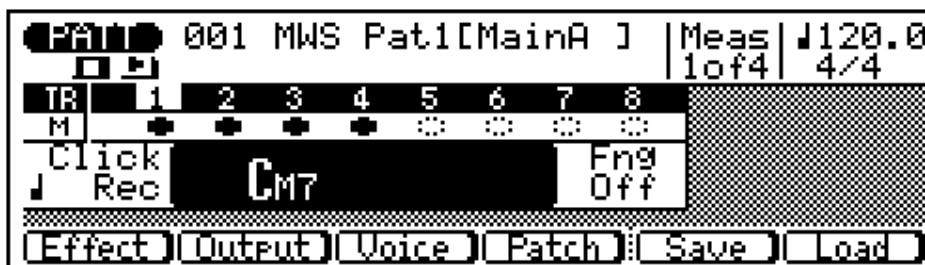 PATT 001 MWS Pat1[MainA ] Meas ♩120.0
1of4 4/4
TR 1 2 3 4 5 6 7 8
M
Click Fng
♩ Rec CM7 Off
Effect Output Voice Patch Save Load